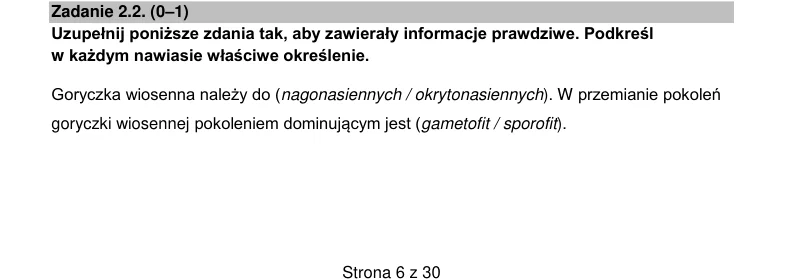 Zadanie 2.2. (0–1)
Uzupełnij poniższe zdania tak, aby zawierały informacje prawdziwe. Podkreśl
w każdym nawiasie właściwe określenie.
Goryczka wiosenna należy do (nagonasiennych / okrytonasiennych). W przemianie pokoleń
goryczki wiosennej pokoleniem dominującym jest (gametofit / sporofit).
Strona 6 z 30